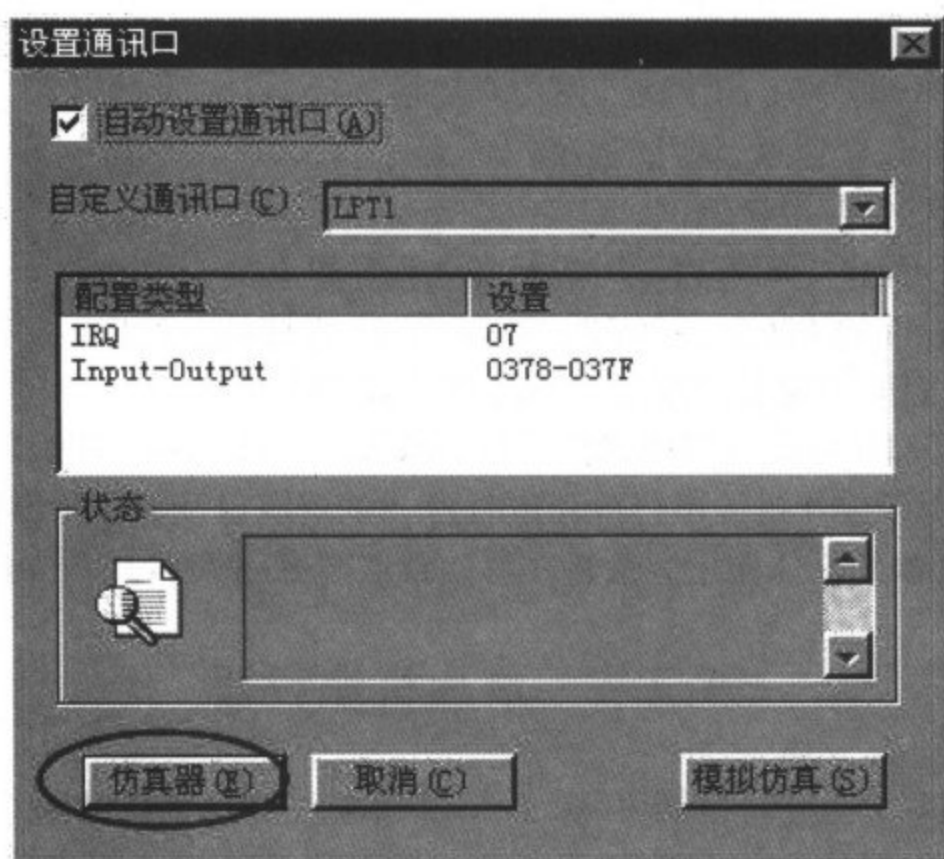 设置通讯口
自动设置通讯口(A)
自定义通讯口(C): LPT1
配置类型 设置
IRQ 07
Input-Output 0378-037F
状态
仿真器(E) 取消(C) 模拟仿真(S)